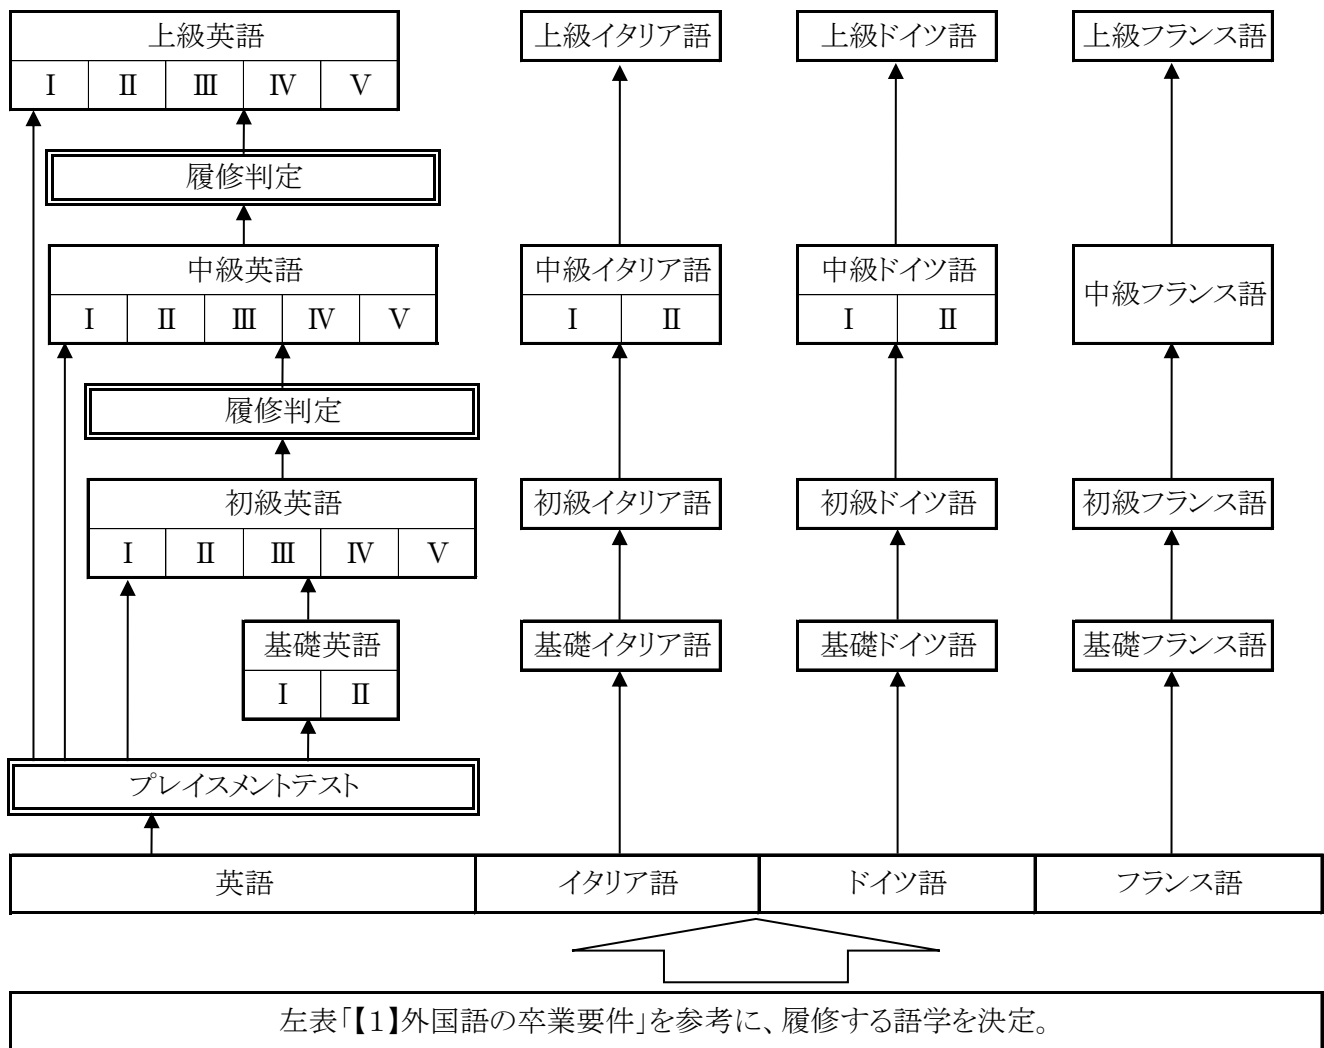 上級英語
Ⅰ Ⅱ Ⅲ Ⅳ Ⅴ
履修判定
中級英語
Ⅰ Ⅱ Ⅲ Ⅳ Ⅴ
履修判定
初級英語
Ⅰ Ⅱ Ⅲ Ⅳ Ⅴ
基礎英語
Ⅰ Ⅱ
プレイスメントテスト
上級イタリア語
中級イタリア語
Ⅰ Ⅱ
初級イタリア語
基礎イタリア語
上級ドイツ語
中級ドイツ語
Ⅰ Ⅱ
初級ドイツ語
基礎ドイツ語
上級フランス語
中級フランス語
初級フランス語
基礎フランス語
英語 イタリア語 ドイツ語 フランス語
左表「【１】外国語の卒業要件」を参考に、履修する語学を決定。